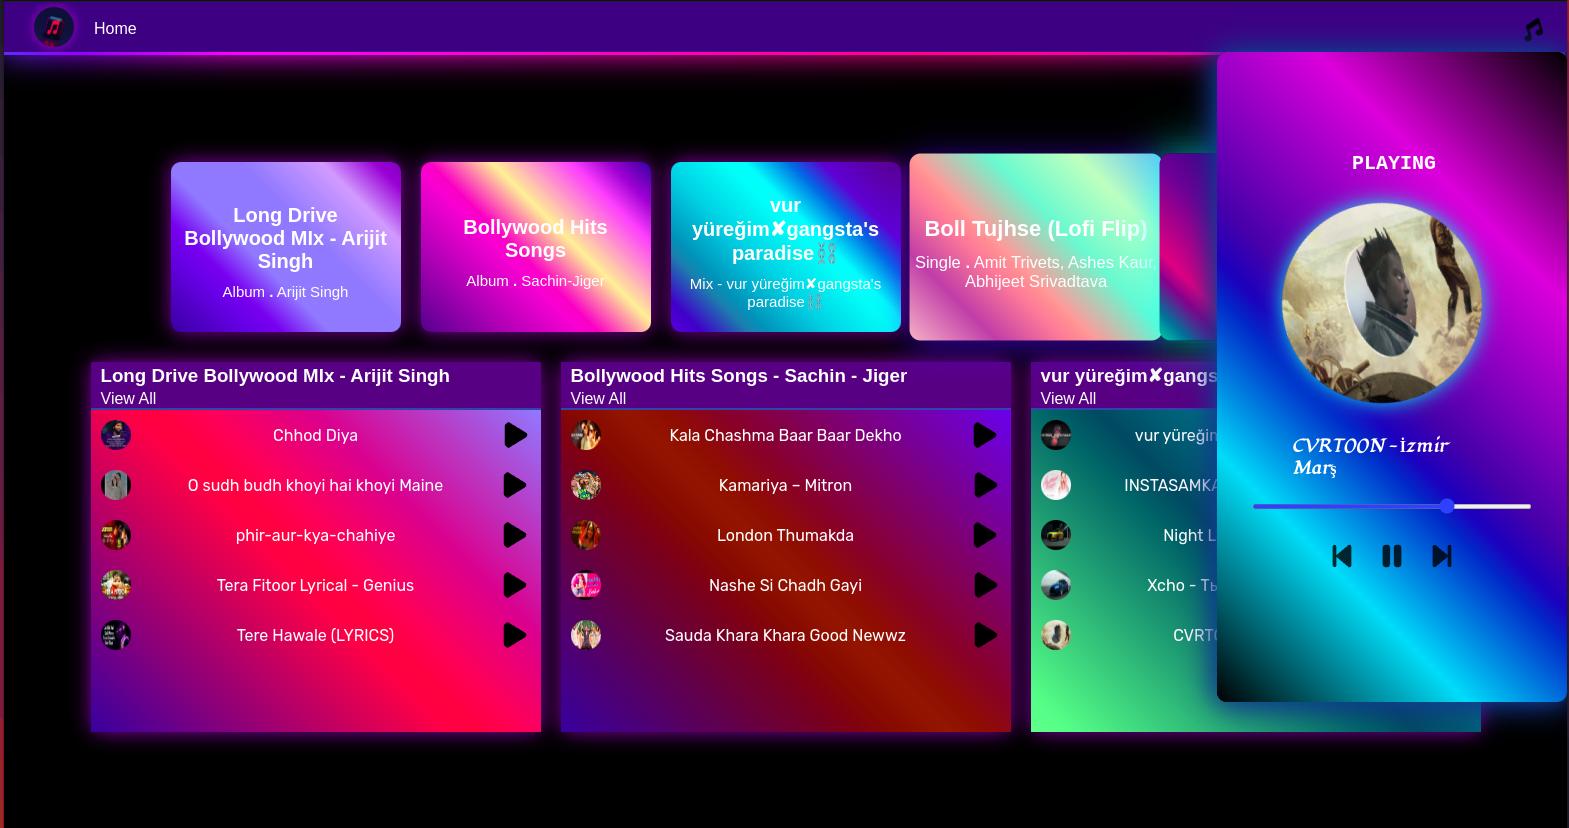 Home
Long Drive
Bollywood MIx - Arijit
Singh
Album . Arijit Singh
Bollywood Hits
Songs
Album . Sachin-Jiger
vur
yüreğim✘gangsta's
paradise⛓
Mix - vur yüreğim✘gangsta's
paradise⛓
Boll Tujhse (Lofi Flip)
Single . Amit Trivets, Ashes Kaur,
Abhijeet Srivadtava
Long Drive Bollywood MIx - Arijit Singh
View All
Chhod Diya
O sudh budh khoyi hai khoyi Maine
phir-aur-kya-chahiye
Tera Fitoor Lyrical - Genius
Tere Hawale (LYRICS)
Bollywood Hits Songs - Sachin - Jiger
View All
Kala Chashma Baar Baar Dekho
Kamariya – Mitron
London Thumakda
Nashe Si Chadh Gayi
Sauda Khara Khara Good Newwz
vur yüreğim✘gangs
View All
vur yüreğin
INSTASAMKA
Night L
Xcho - Ты
CVRTO
PLAYING
CVRTOON - İzmir
Marş